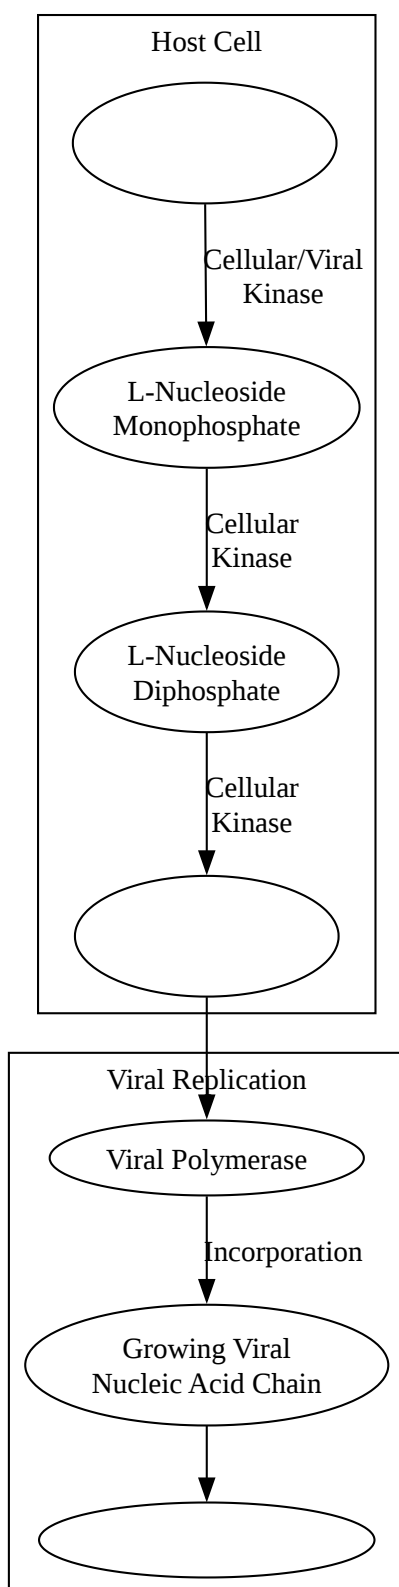 Host Cell
Cellular/Viral
Kinase
L-Nucleoside
Monophosphate
Cellular
Kinase
L-Nucleoside
Diphosphate
Cellular
Kinase
Viral Replication
Viral Polymerase
Incorporation
Growing Viral
Nucleic Acid Chain